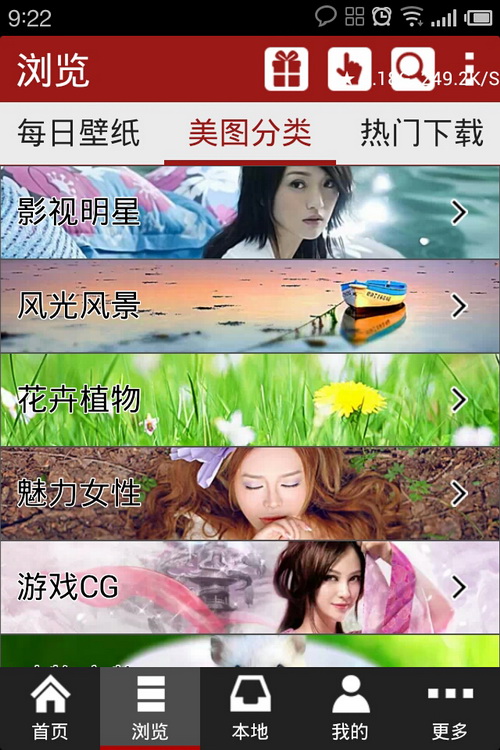 9:22
浏览
249.2K/S
每日壁纸 美图分类 热门下载
影视明星
风光风景
花卉植物
魅力女性
游戏CG
首页 浏览 本地 我的 更多